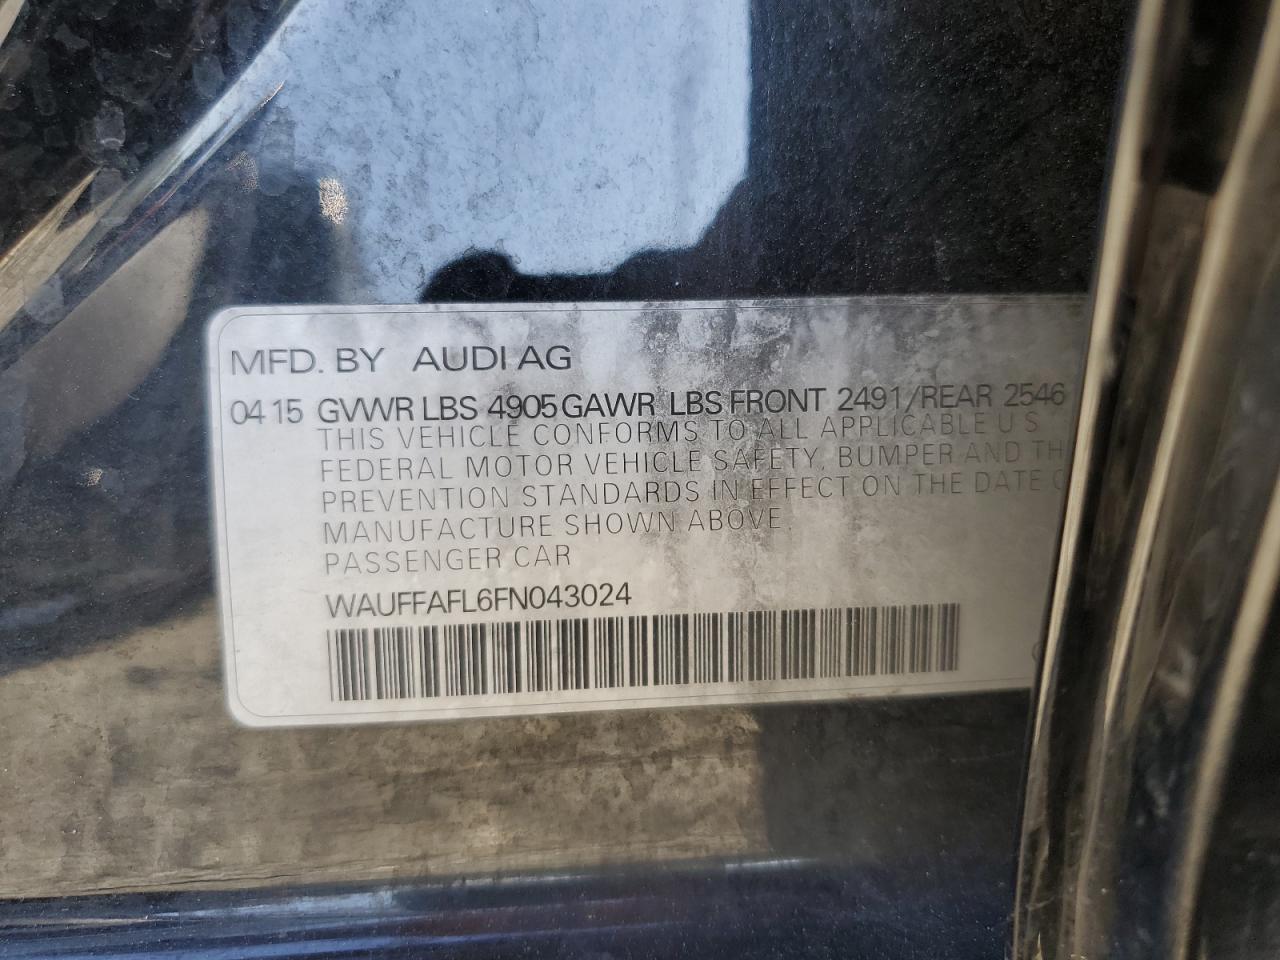 MFD. BY AUDI AG
04 15 GVWR LBS 4905 GAWR LBS FRONT 2491/REAR 2546
THIS VEHICLE CONFORMS TO ALL APPLICABLE U S
FEDERAL MOTOR VEHICLE SAFETY, BUMPER AND TH
PREVENTION STANDARDS IN EFFECT ON THE DATE
MANUFACTURE SHOWN ABOVE.
PASSENGER CAR
WAUFFAFL6FN043024